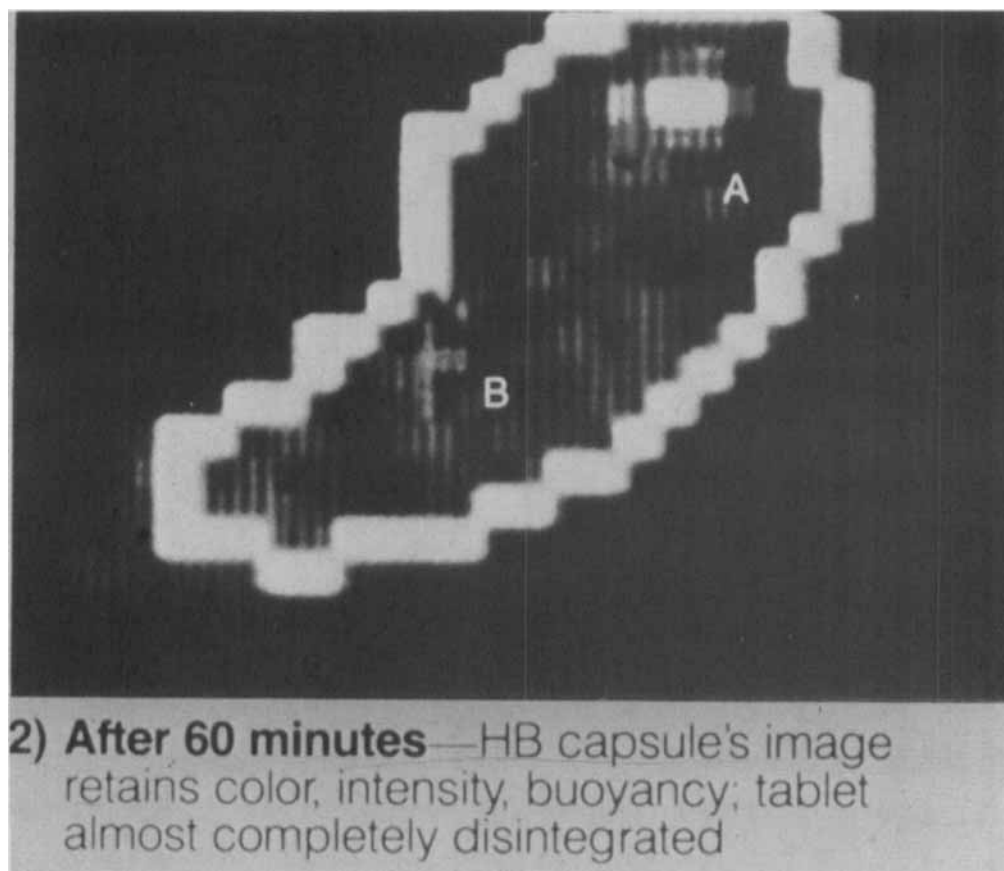 A
B
2) After 60 minutes—HB capsule's image
retains color, intensity, buoyancy; tablet
almost completely disintegrated